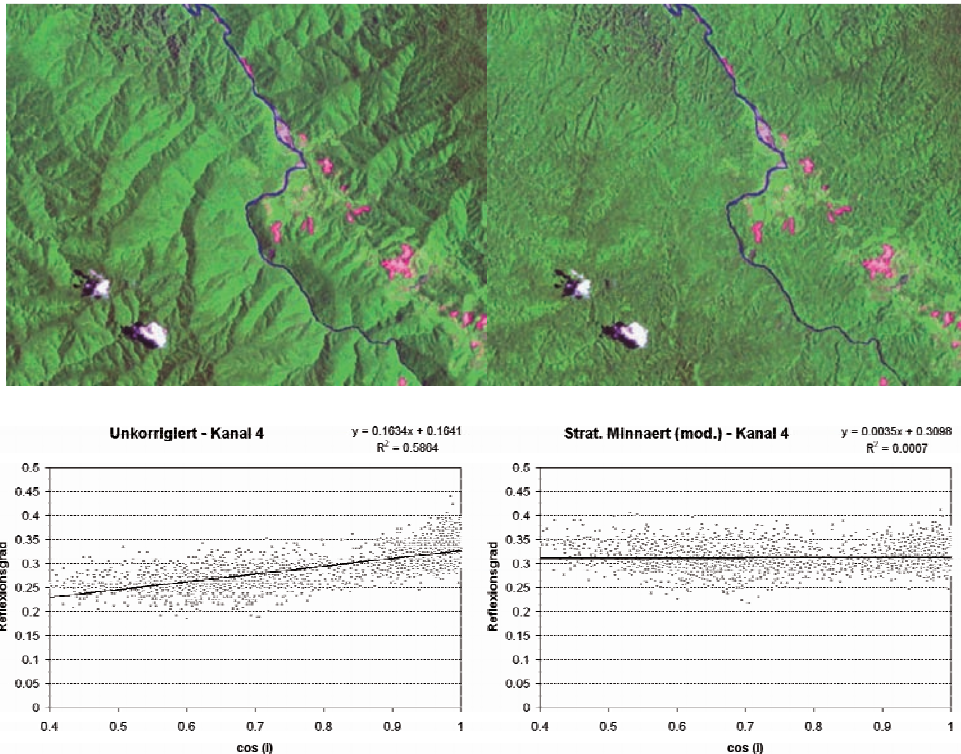 Unkorrigiert - Kanal 4
y = 0.1634x + 0.1641
R² = 0.5864
0.5
0.45
0.4
0.35
0.3
0.25
0.2
0.15
0.1
0.05
0
Reflexionsgrad
0.4 0.5 0.6 0.7 0.8 0.9 1
cos (i)
Strat. Minnaert (mod.) - Kanal 4
y = 0.0035x + 0.3098
R² = 0.0007
0.5
0.45
0.4
0.35
0.3
0.25
0.2
0.15
0.1
0.05
0
Reflexionsgrad
0.4 0.5 0.6 0.7 0.8 0.9 1
cos (i)